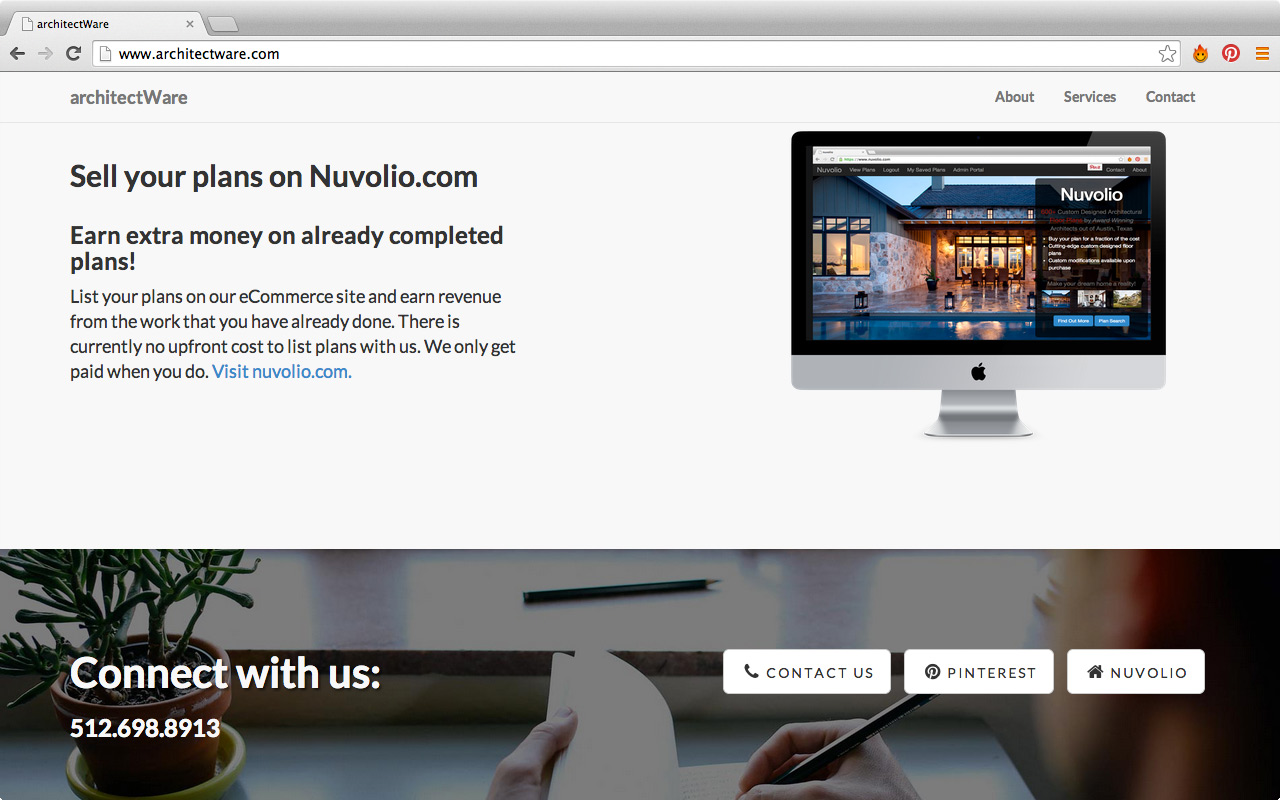 architectWare
www.architectware.com
architectWare
About
Services
Contact
Sell your plans on Nuvolio.com
Earn extra money on already completed
plans!
List your plans on our eCommerce site and earn revenue
from the work that you have already done. There is
currently no upfront cost to list plans with us. We only get
paid when you do. Visit nuvolio.com.
Nuvolio
View Plans
Logout
My Saved Plans
Admin Portal
Contact
About
Nuvolio
Custom Designed Architectural
Floor Plans by Award Winning
Architects out of Austin, Texas
Buy your plan for a fraction of the cost
Cutting-edge custom designed floor
plans
Custom modifications available upon
purchase
Make your dream home a reality!
Find Out More
Plan Search
Connect with us:
512.698.8913
CONTACT US
PINTEREST
NUVOLIO